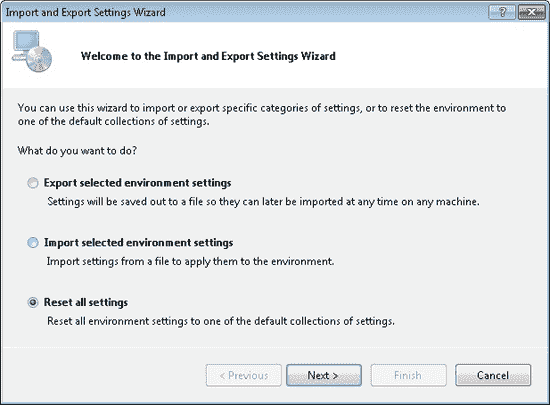 Import and Export Settings Wizard
Welcome to the Import and Export Settings Wizard
You can use this wizard to import or export specific categories of settings, or to reset the environment to
one of the default collections of settings.
What do you want to do?
Export selected environment settings
Settings will be saved out to a file so they can later be imported at any time on any machine.
Import selected environment settings
Import settings from a file to apply them to the environment.
Reset all settings
Reset all environment settings to one of the default collections of settings.
< Previous Next > Finish Cancel